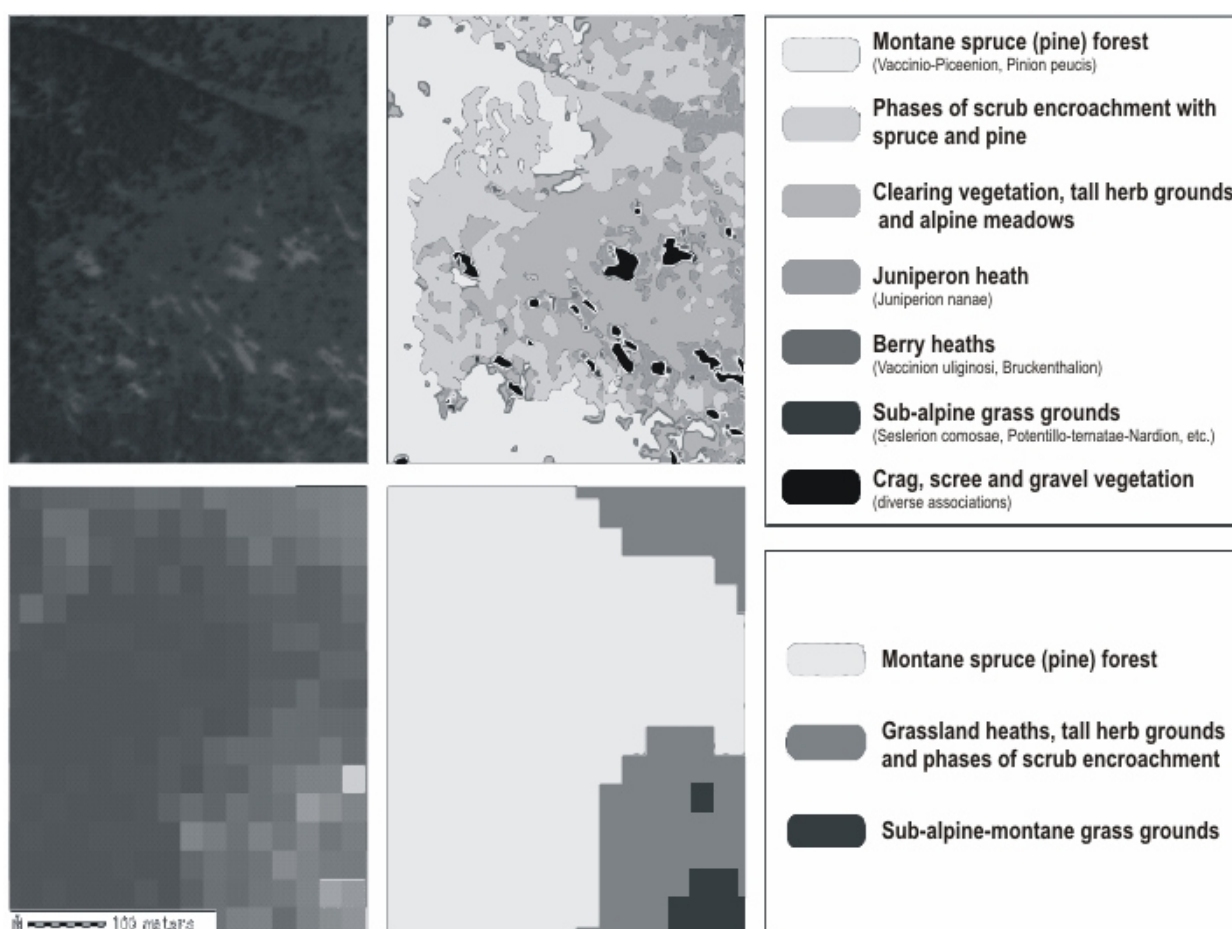 Montane spruce (pine) forest
(Vaccinio-Piceenion, Pinion peucis)
Phases of scrub encroachment with
spruce and pine
Clearing vegetation, tall herb grounds
and alpine meadows
Juniperon heath
(Juniperion nanae)
Berry heaths
(Vaccinion uliginosi, Bruckenthalion)
Sub-alpine grass grounds
(Seslerion comosae, Potentillo-ternatae-Nardion, etc.)
Crag, scree and gravel vegetation
(diverse associations)
Montane spruce (pine) forest
Grassland heaths, tall herb grounds
and phases of scrub encroachment
Sub-alpine-montane grass grounds
100 meters